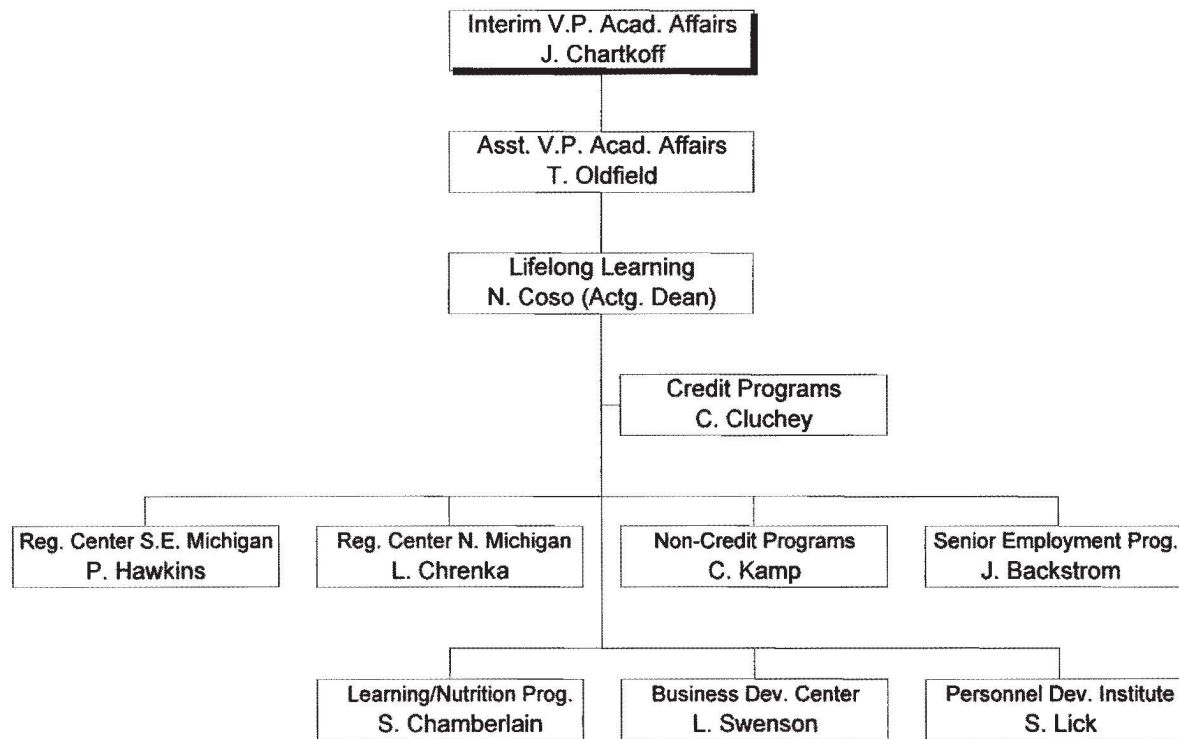 Interim V.P. Acad. Affairs
J. Chartkoff
Asst. V.P. Acad. Affairs
T. Oldfield
Lifelong Learning
N. Coso (Actg. Dean)
Credit Programs
C. Cluchey
Reg. Center S.E. Michigan
P. Hawkins
Reg. Center N. Michigan
L. Chrenka
Non-Credit Programs
C. Kamp
Senior Employment Prog.
J. Backstrom
Learning/Nutrition Prog.
S. Chamberlain
Business Dev. Center
L. Swenson
Personnel Dev. Institute
S. Lick